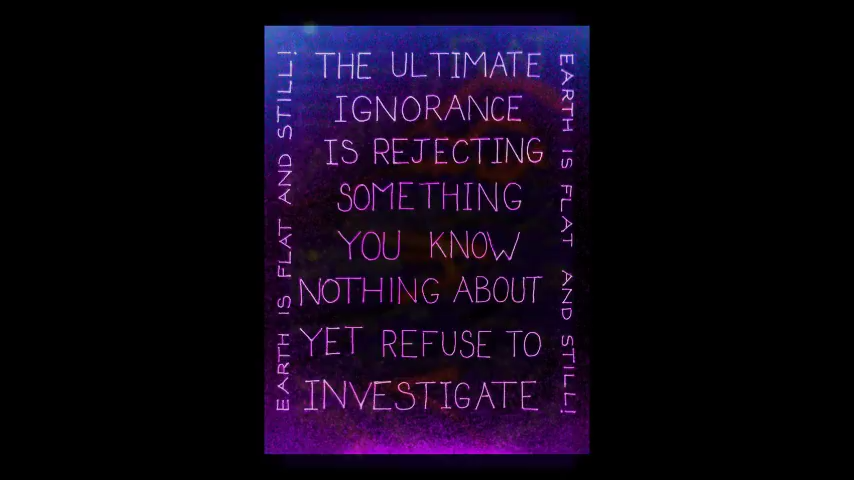 THE ULTIMATE
IGNORANCE
IS REJECTING
SOMETHING
YOU KNOW
NOTHING ABOUT
YET REFUSE TO
INVESTIGATE
EARTH IS FLAT AND STILL!
EARTH IS FLAT AND STILL!